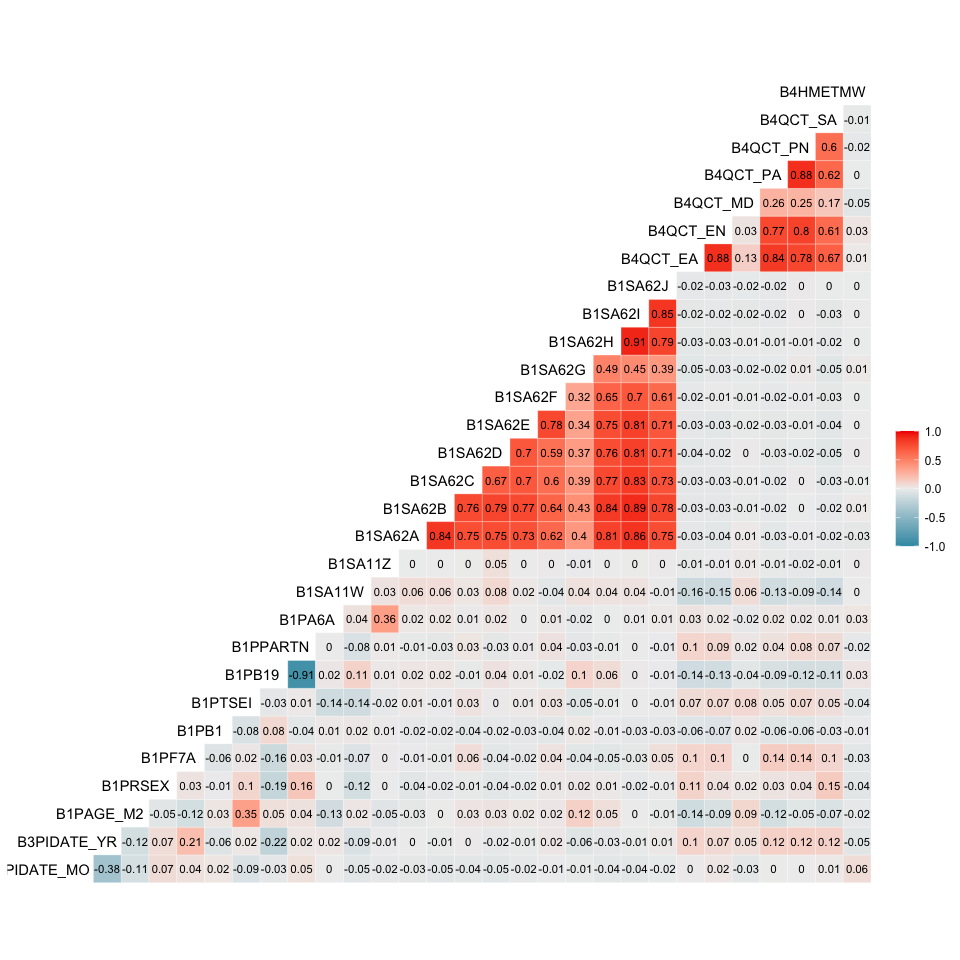 B4HMETMW
B4QCT_SA -0.01
B4QCT_PN 0.6 -0.02
B4QCT_PA 0.88 0.62 0
B4QCT_MD 0.26 0.25 0.17 -0.05
B4QCT_EN 0.03 0.77 0.8 0.61 0.03
B4QCT_EA 0.88 0.13 0.84 0.78 0.67 0.01
B1SA62J -0.02 -0.03 -0.02 -0.02 0 0 0
B1SA62I 0.85 -0.02 -0.02 -0.02 -0.02 0 -0.03 0
B1SA62H 0.91 0.79 -0.03 -0.03 -0.01 -0.01 -0.01 -0.02 0
B1SA62G 0.49 0.45 0.39 -0.05 -0.03 -0.02 -0.02 0.01 -0.05 0.01
B1SA62F 0.32 0.65 0.7 0.61 -0.02 -0.01 -0.01 -0.02 -0.01 -0.03 0
B1SA62E 0.78 0.34 0.75 0.81 0.71 -0.03 -0.03 -0.02 -0.03 -0.01 -0.04 0
B1SA62D 0.7 0.59 0.37 0.76 0.81 0.71 -0.04 -0.02 0 -0.03 -0.02 -0.05 0
B1SA62C 0.67 0.7 0.6 0.39 0.77 0.83 0.73 -0.03 -0.01 -0.01 -0.02 0 -0.03 -0.01
B1SA62B 0.76 0.79 0.77 0.64 0.43 0.84 0.89 0.78 -0.03 -0.03 -0.01 -0.02 0 -0.02 0.01
B1SA62A 0.84 0.75 0.75 0.73 0.62 0.4 0.81 0.86 0.75 -0.03 -0.04 0.01 -0.03 -0.01 -0.02 -0.03
B1SA11Z 0 0 0 0.05 0 0 -0.01 0 0 0 -0.01 -0.01 0.01 -0.01 -0.02 -0.01 0
B1SA11W 0.03 0.06 0.06 0.03 0.08 0.02 -0.04 0.04 0.04 0.04 -0.01 -0.16 -0.15 0.06 -0.13 -0.09 -0.14 0
B1PA6A 0.04 0.36 0.02 0.02 0.01 0.02 0 0.01 -0.02 0 0.01 0.01 0.03 0.02 -0.02 0.02 0.02 0.01 0.03
B1PPARTN 0 -0.08 0.01 -0.01 -0.03 -0.03 -0.03 0.01 0.04 -0.03 -0.01 0 -0.01 0.1 0.09 0.02 0.04 0.08 0.07 -0.02
B1PB19 -0.91 0.02 0.11 0.01 0.02 0.02 -0.01 0.04 0.01 -0.02 0.1 0.06 0 -0.01 -0.14 -0.13 -0.04 -0.09 -0.12 -0.11 0.03
B1PTSEI -0.03 0.01 -0.14 -0.14 -0.02 0.01 -0.01 0.03 0 0.01 0.03 -0.05 -0.01 0 -0.01 0.07 0.07 0.08 0.05 0.07 0.05 -0.04
B1PB1 -0.08 0.08 -0.04 0.01 0.02 0.01 -0.02 -0.02 -0.04 -0.02 -0.03 -0.04 0.02 -0.01 -0.03 -0.03 -0.06 -0.07 0.02 -0.06 -0.06 -0.03 -0.01
B1PF7A -0.06 0.02 -0.16 0.03 -0.01 -0.07 0 -0.01 -0.01 0.06 -0.04 -0.02 0.04 -0.04 -0.05 -0.03 0.05 0.1 0.1 0 0.14 0.14 0.1 -0.03
B1PRSEX 0.03 -0.01 0.1 -0.19 0.16 0 -0.12 0 -0.04 -0.02 -0.04 -0.02 -0.01 0.02 0.01 -0.02 -0.01 -0.02 0.11 0.04 0.02 0.03 0.04 0.15 -0.04
B1PAGE_M2 -0.05 -0.12 0.03 0.35 0.05 0.04 -0.13 0.02 -0.05 -0.03 0 0.03 0.03 0.02 0.02 0.12 0.05 0 -0.01 -0.14 -0.09 0.09 -0.12 -0.05 -0.07 -0.02
B3PIDATE_YR -0.12 0.07 0.21 -0.06 0.02 -0.22 0.02 0.02 -0.09 -0.01 0 -0.01 0 -0.02 -0.01 0.02 -0.06 -0.03 -0.01 0.01 0.1 0.07 0.05 0.12 0.12 0.12 -0.05
PIDATE_MO -0.38 -0.11 0.07 0.04 0.02 -0.09 -0.03 0.05 0 -0.05 -0.02 -0.03 -0.05 -0.04 -0.05 -0.02 -0.01 -0.01 -0.04 -0.04 -0.02 0 0.02 -0.03 0 0 0.01 0.06
1.0
0.5
0.0
-0.5
-1.0